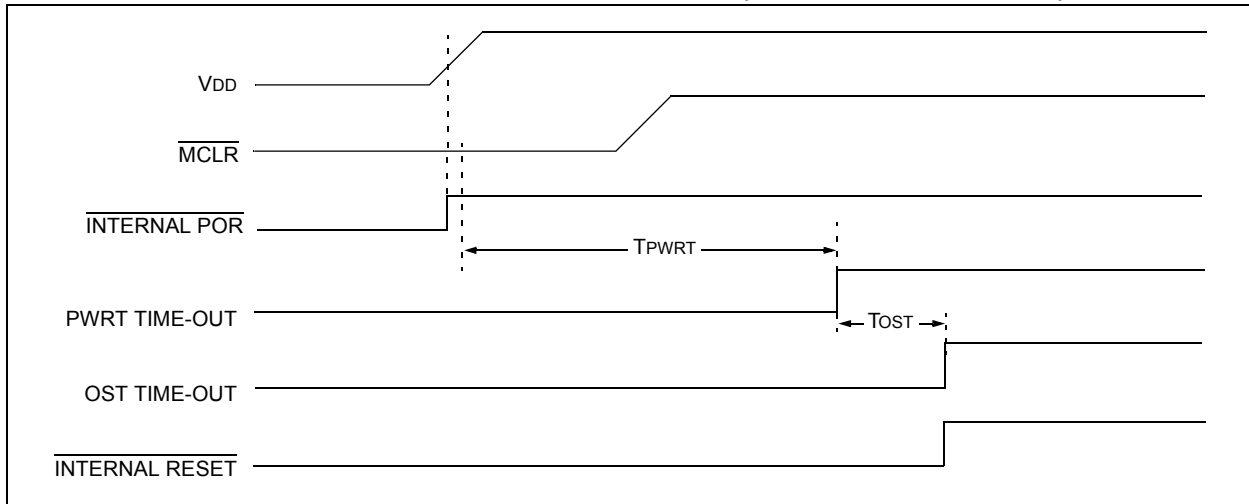 VDD
MCLR
INTERNAL POR
TPWRT
PWRT TIME-OUT
TOST
OST TIME-OUT
INTERNAL RESET